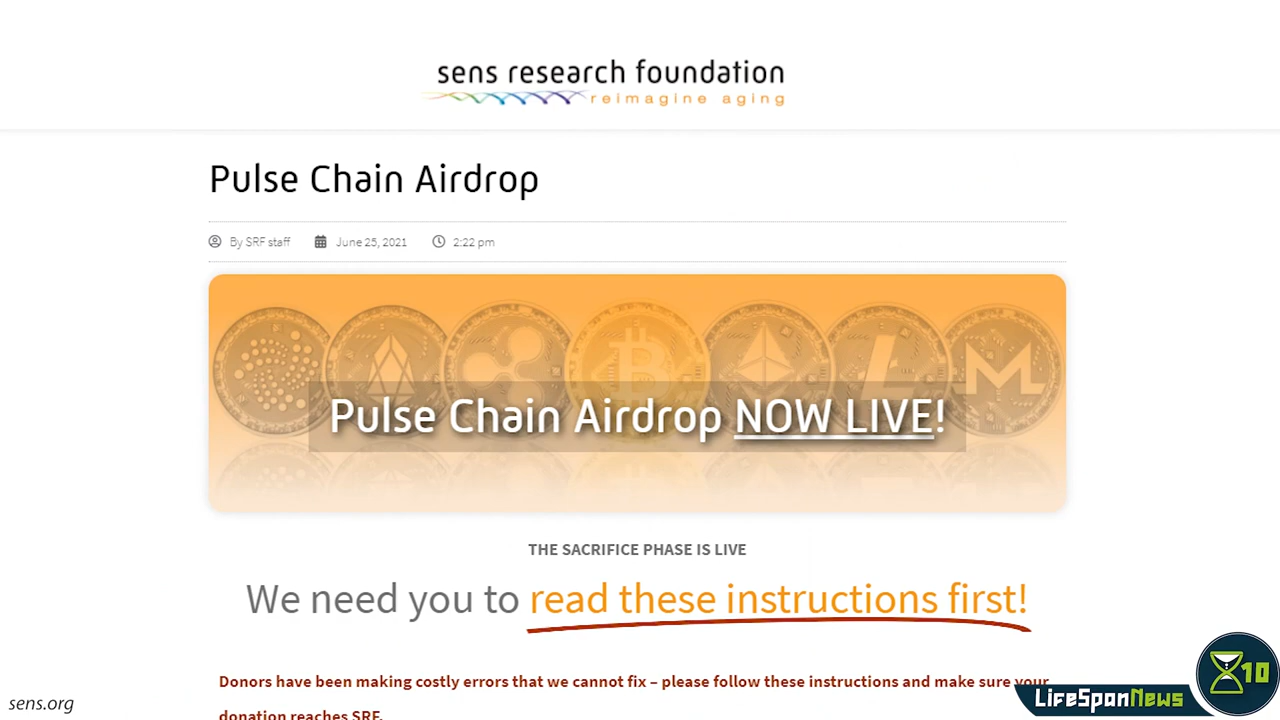 sens research foundation
reimagine aging
Pulse Chain Airdrop
By SRF staff June 25, 2021 2:22 pm
Pulse Chain Airdrop NOW LIVE!
THE SACRIFICE PHASE IS LIVE
We need you to read these instructions first!
Donors have been making costly errors that we cannot fix – please follow these instructions and make sure your
donation reaches SRF.
sens.org
LifeSpanNews
10